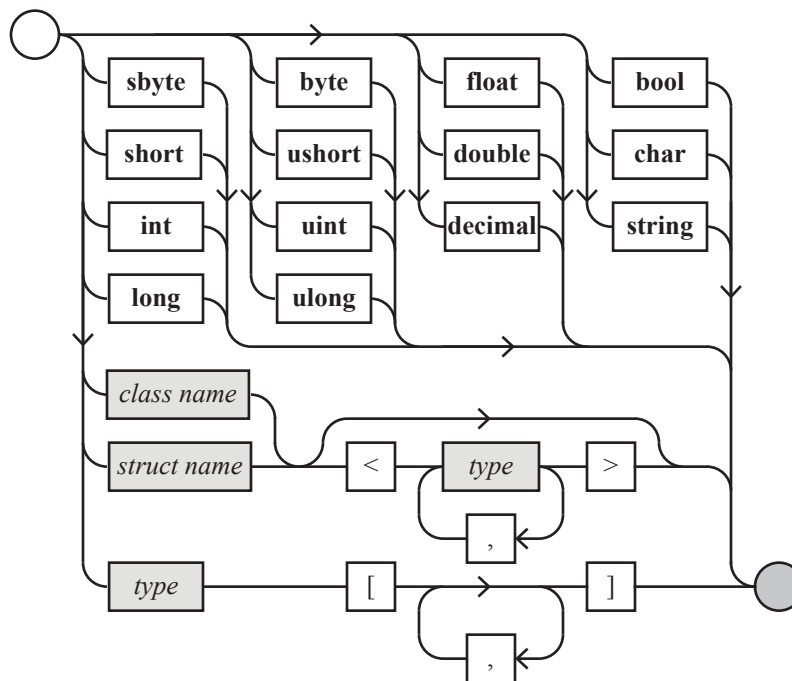 sbyte byte float bool
short ushort double char
int uint decimal string
long ulong
class name
struct name < type >
,
type [ ]
,